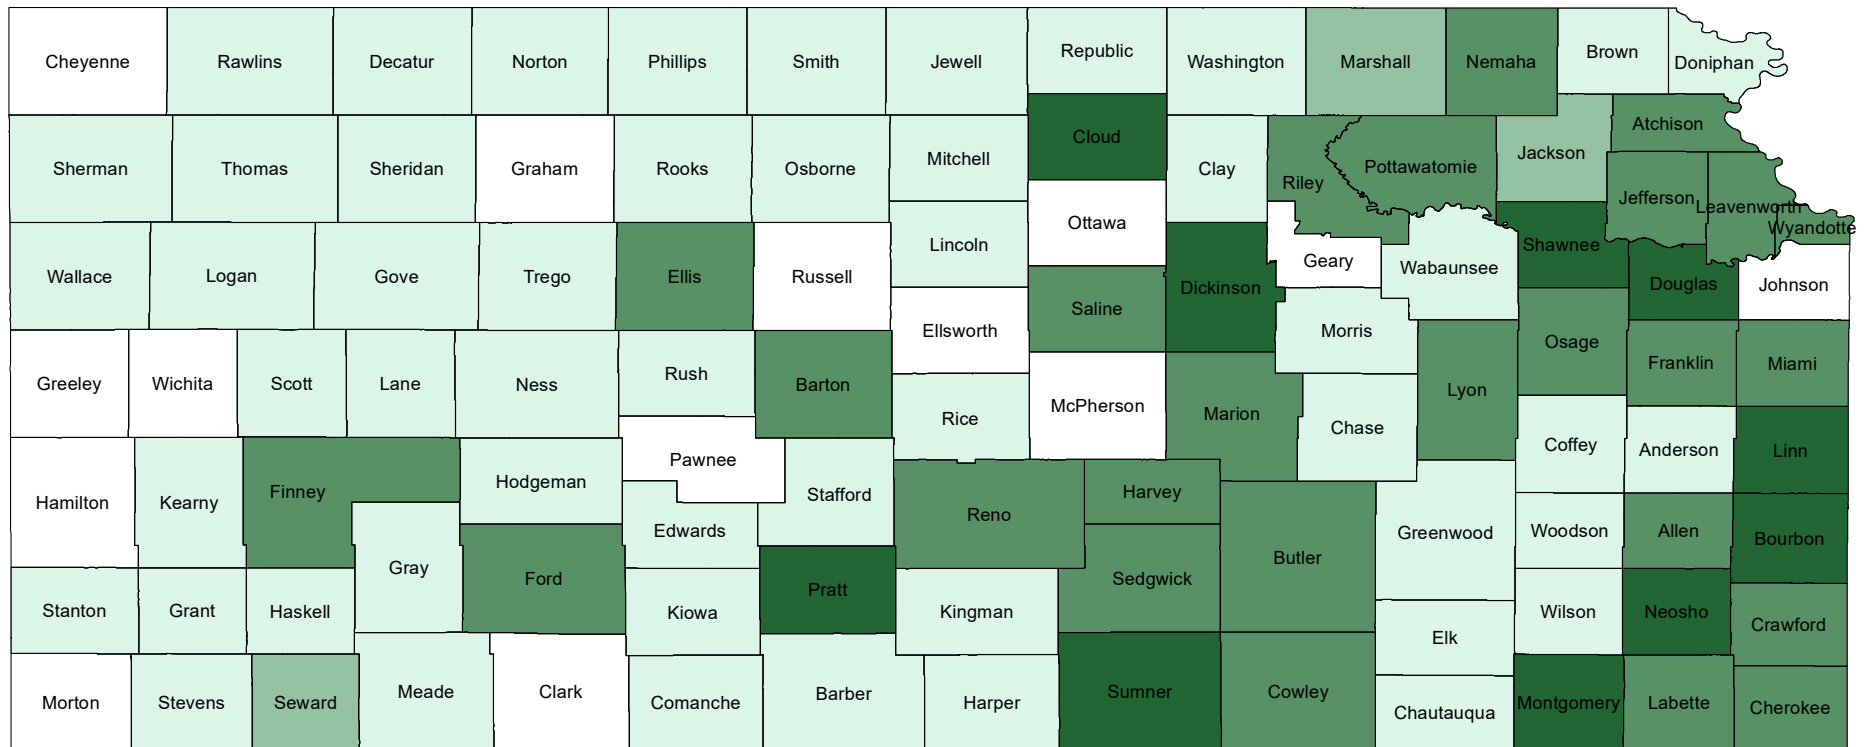 Cheyenne
Rawlins
Decatur
Norton
Phillips
Smith
Jewell
Republic
Washington
Marshall
Nemaha
Brown
Doniphan
Sherman
Thomas
Sheridan
Graham
Rooks
Osborne
Mitchell
Cloud
Clay
Riley
Pottawatomie
Jackson
Atchison
Jefferson
Leavenworth
Wyandotte
Wallace
Logan
Gove
Trego
Ellis
Russell
Lincoln
Ottawa
Saline
Dickinson
Geary
Wabaunsee
Shawnee
Douglas
Johnson
Greeley
Wichita
Scott
Lane
Ness
Rush
Barton
Ellsworth
Rice
McPherson
Marion
Morris
Chase
Lyon
Osage
Franklin
Miami
Hamilton
Kearny
Finney
Hodgeman
Pawnee
Stafford
Edwards
Reno
Harvey
Sedgwick
Butler
Greenwood
Coffey
Anderson
Linn
Woodson
Allen
Bourbon
Gray
Ford
Stanton
Grant
Haskell
Kiowa
Pratt
Kingman
Elk
Wilson
Neosho
Crawford
Morton
Stevens
Seward
Meade
Clark
Comanche
Barber
Harper
Sumner
Cowley
Chautauqua
Montgomery
Labette
Cherokee